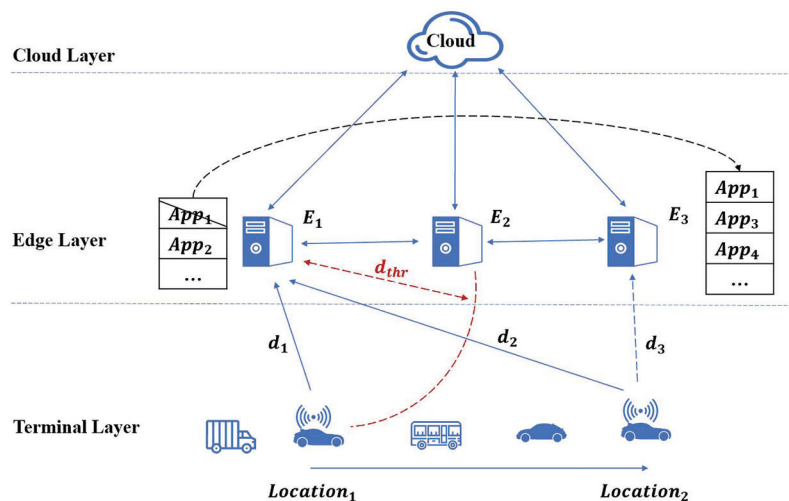 Cloud Layer
Cloud
Edge Layer
App₁
App₂
...
E₁
E₂
E₃
App₁
App₃
App₄
...
d_thr
d₁
d₂
d₃
Terminal Layer
Location₁
Location₂